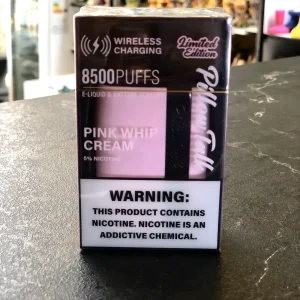 WIRELESS
CHARGING
Limited
Edition
8500PUFFS
E-LIQUID & BATTERY
Pillow Talk
PINK WHIP
CREAM
5% NICOTINE
WARNING:
THIS PRODUCT CONTAINS
NICOTINE. NICOTINE IS AN
ADDICTIVE CHEMICAL.